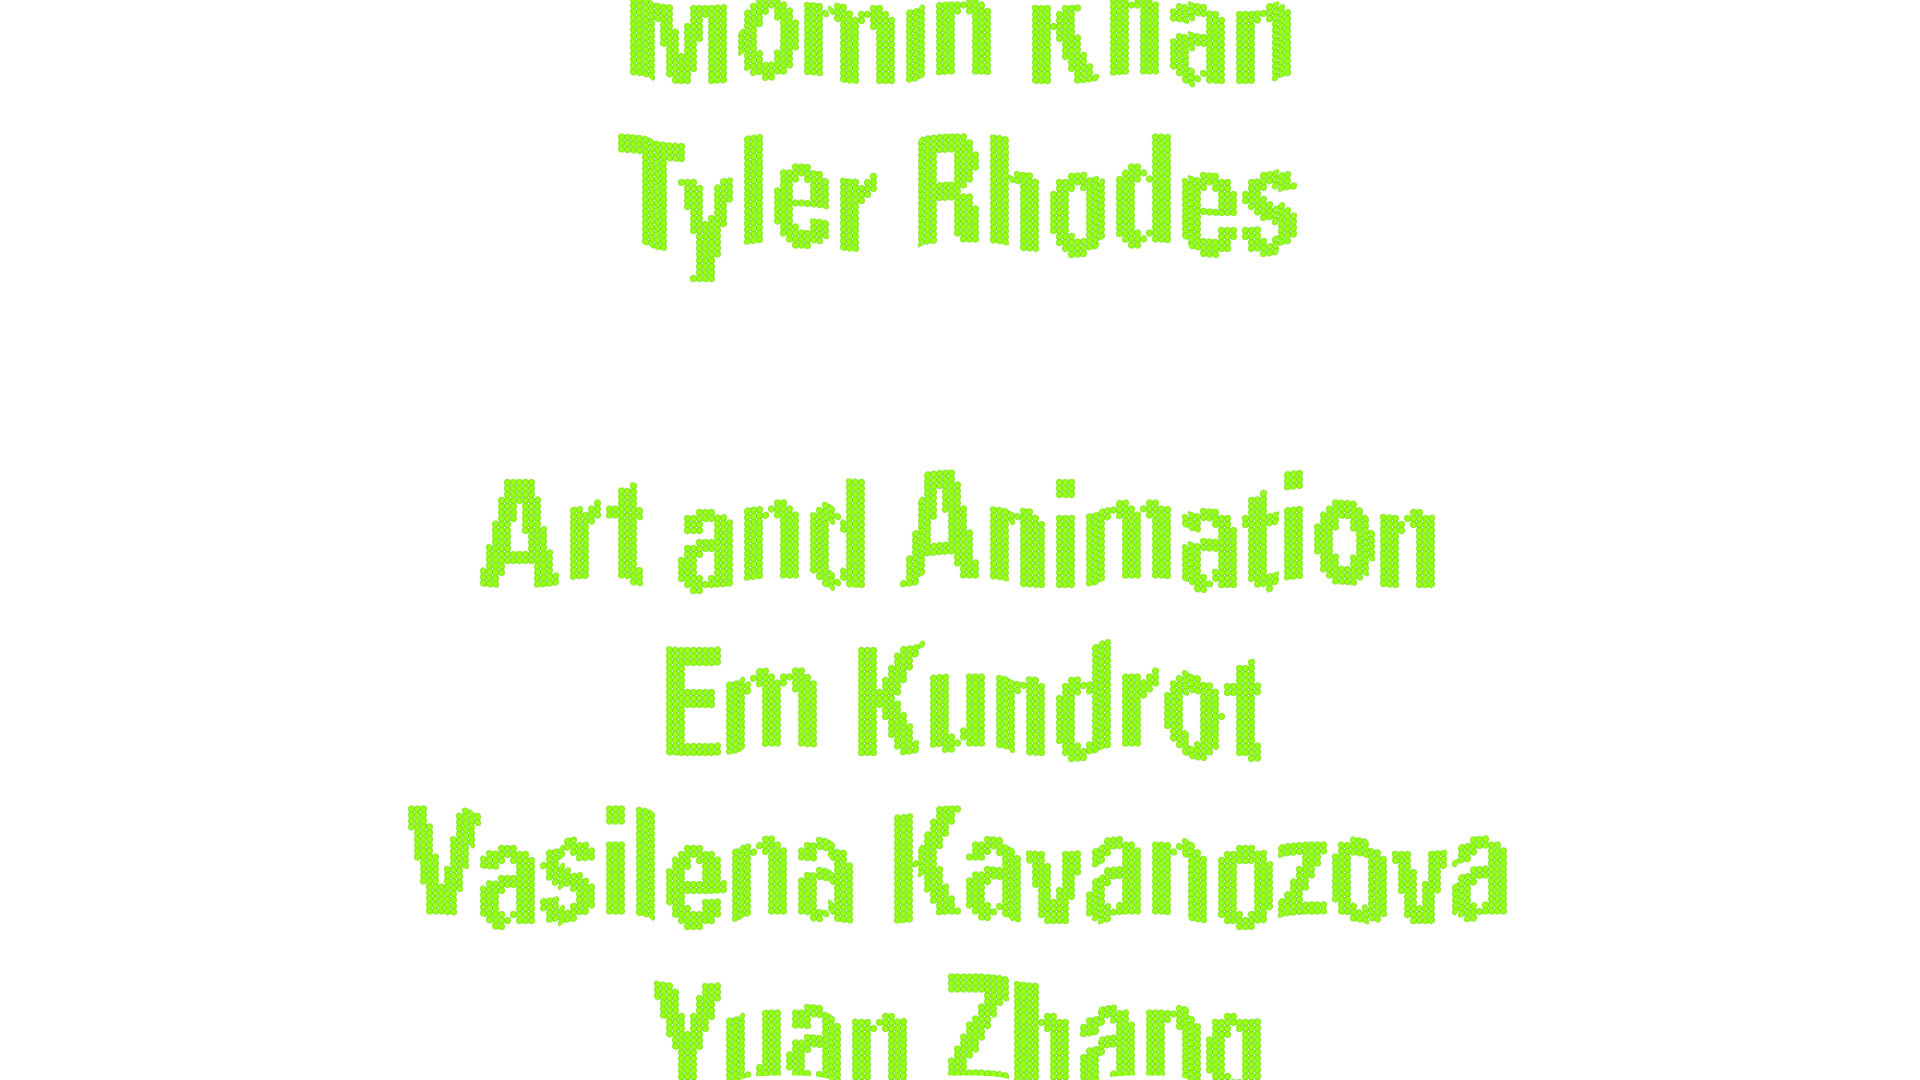 Momin Khan
Tyler Rhodes
Art and Animation
Em Kundrot
Vasilena Kavanozova
Yuan Zhang